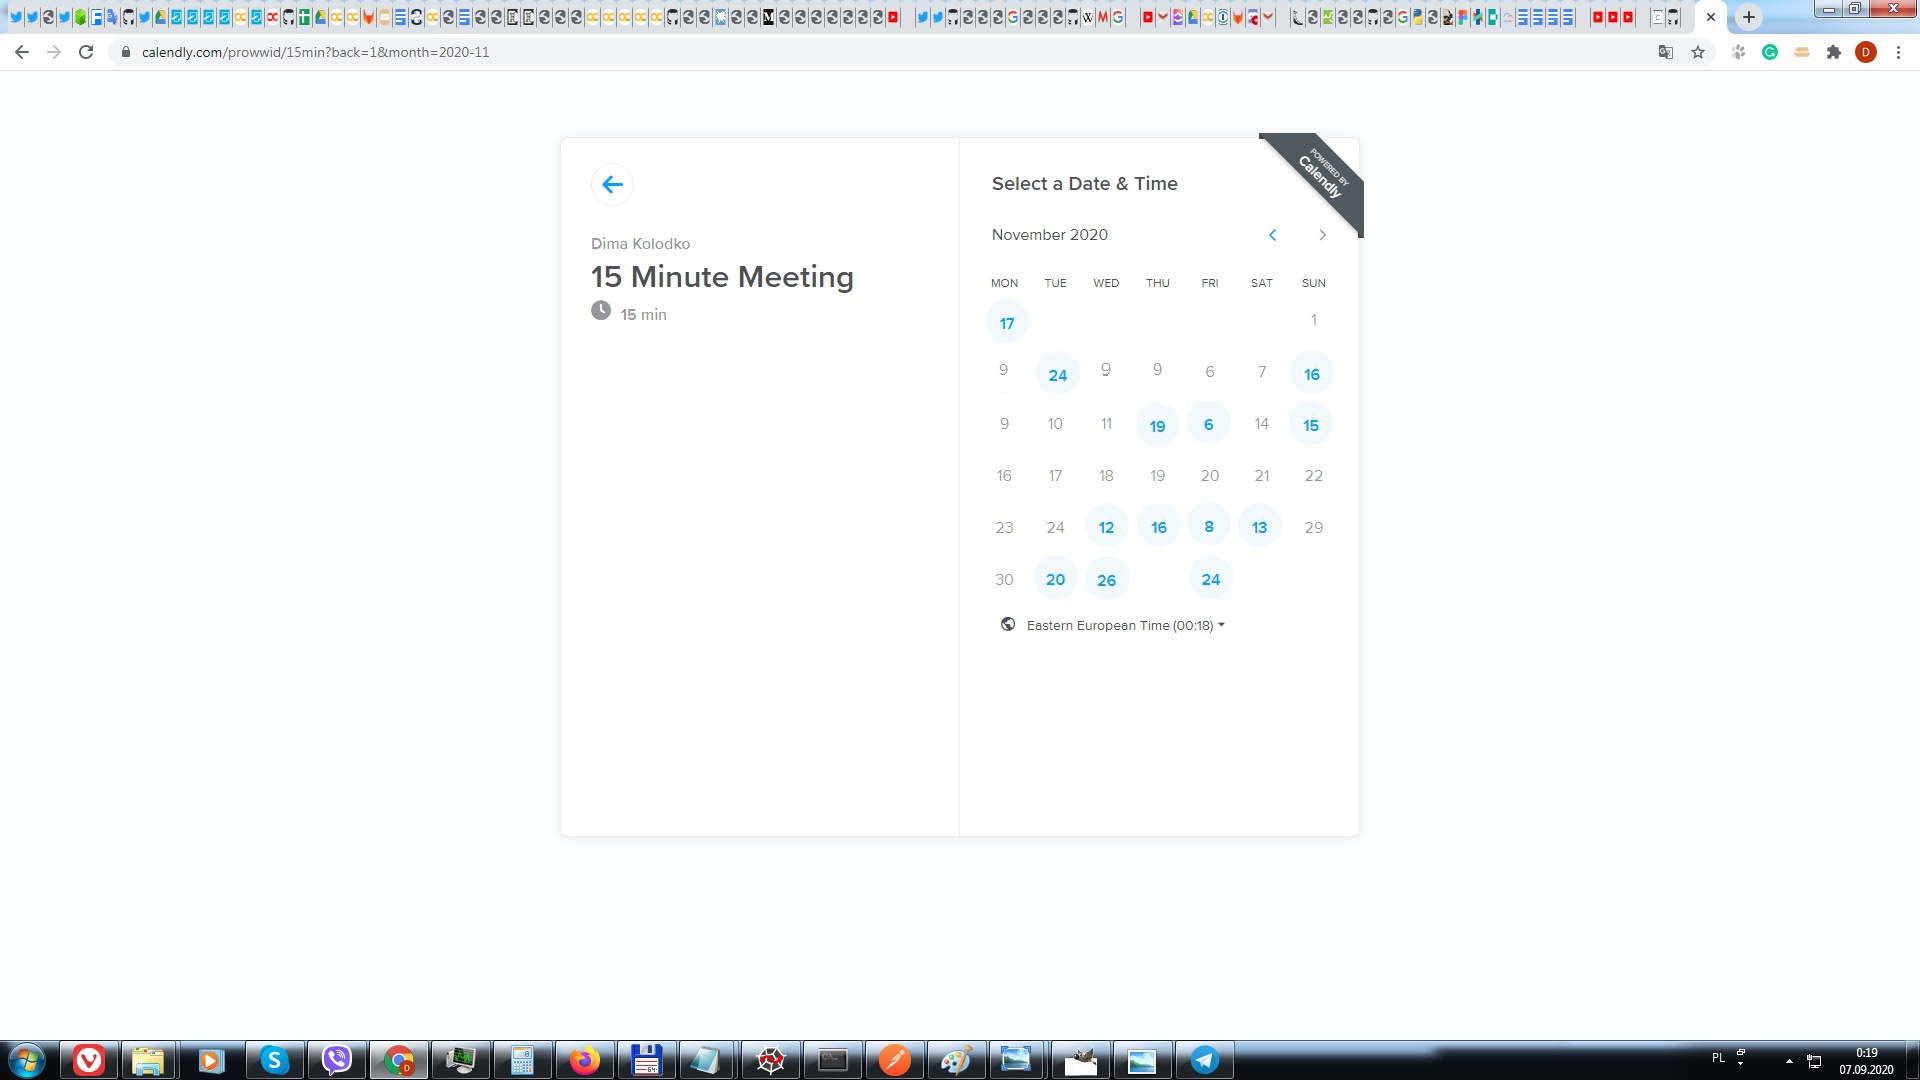 calendly.com/prowwid/15min?back=1&month=2020-11
D
POWERED BY
Calendly
Select a Date & Time
Dima Kolodko
15 Minute Meeting
15 min
November 2020
MON TUE WED THU FRI SAT SUN
17 1
9 24 9 9 6 7 16
9 10 11 19 6 14 15
16 17 18 19 20 21 22
23 24 12 16 8 13 29
30 20 26 24
Eastern European Time (00:18)
PL
0:19
07.09.2020